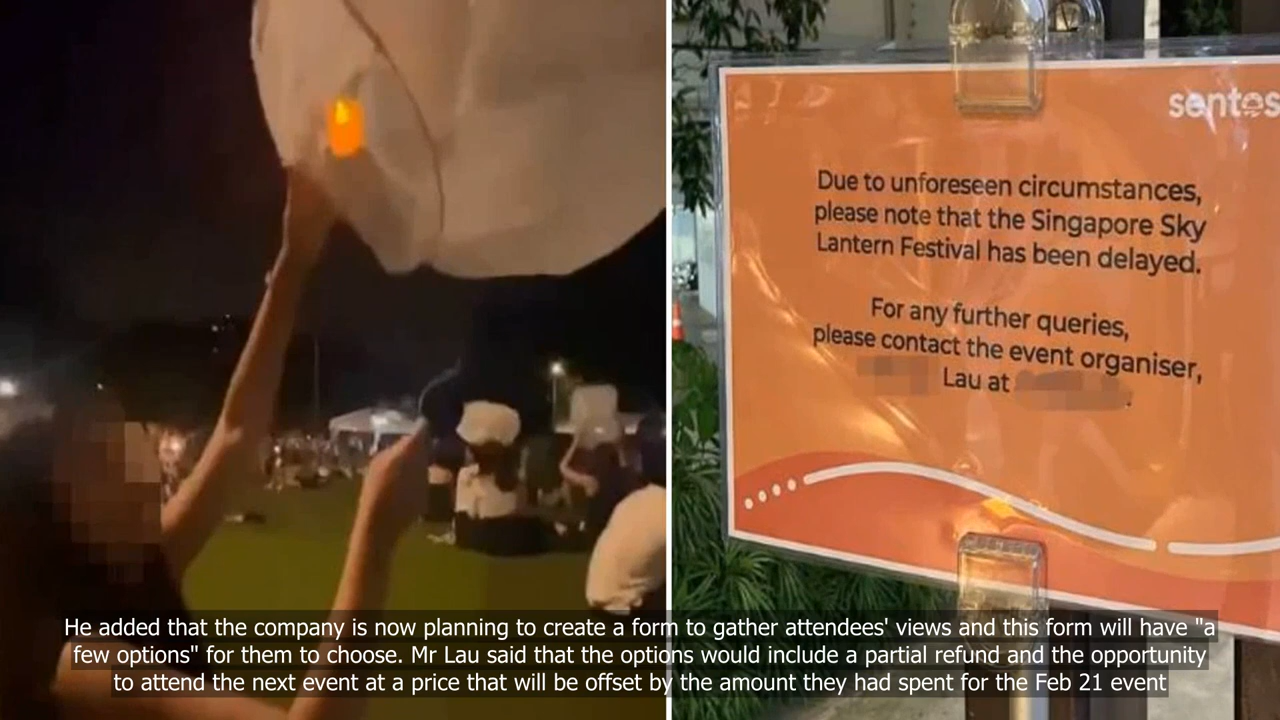 Due to unforeseen circumstances,
please note that the Singapore Sky
Lantern Festival has been delayed.
For any further queries,
please contact the event organiser,
Lau at
He added that the company is now planning to create a form to gather attendees' views and this form will have "a
few options" for them to choose. Mr Lau said that the options would include a partial refund and the opportunity
to attend the next event at a price that will be offset by the amount they had spent for the Feb 21 event